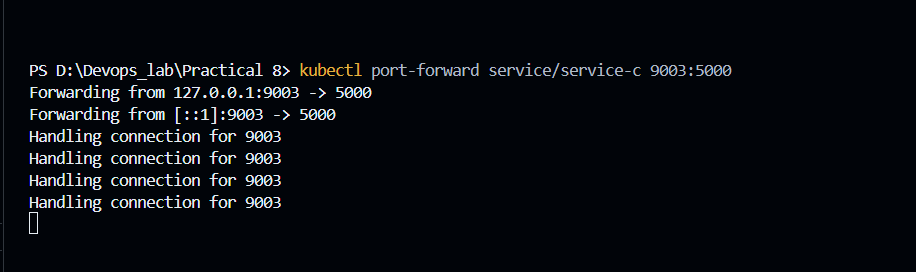 PS D:\Devops_lab\Practical 8> kubectl port-forward service/service-c 9003:5000
Forwarding from 127.0.0.1:9003 -> 5000
Forwarding from [::1]:9003 -> 5000
Handling connection for 9003
Handling connection for 9003
Handling connection for 9003
Handling connection for 9003